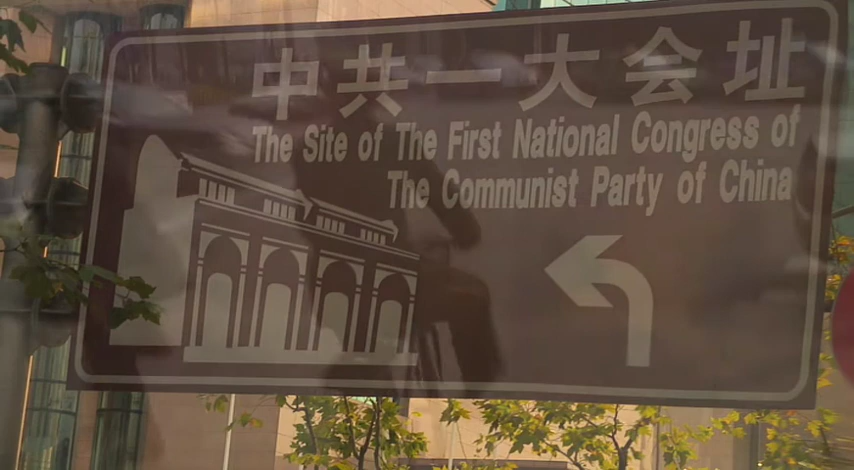 中共一大会址
The Site of The First National Congress of
The Communist Party of China